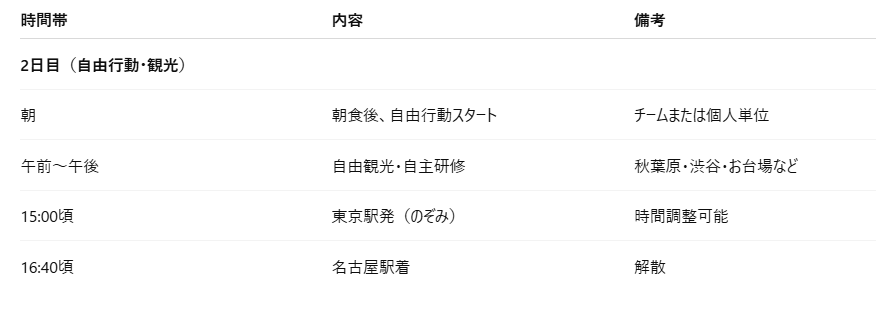 時間帯 内容 備考
2日目（自由行動・観光）
朝 朝食後、自由行動スタート チームまたは個人単位
午前～午後 自由観光・自主研修 秋葉原・渋谷・お台場など
15:00頃 東京駅発（のぞみ） 時間調整可能
16:40頃 名古屋駅着 解散